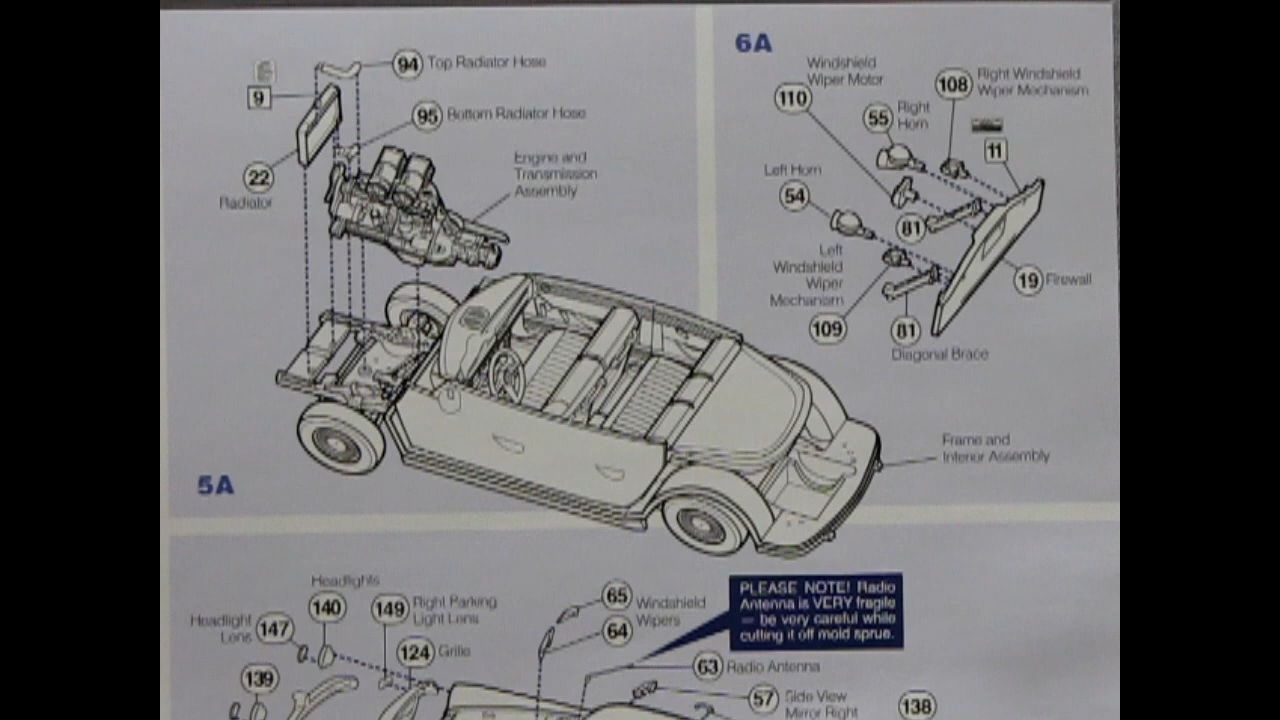 94 Top Radiator Hose
9
95 Bottom Radiator Hose
22
Radiator
Engine and
Transmission
Assembly
5A
Frame and
Interior Assembly
6A
Windshield
Wiper Motor
110
108 Right Windshield
Wiper Mechanism
55 Right
Horn
11
Left Horn
54
81
Left
Windshield
Wiper
Mechanism
109
81
Diagonal Brace
19 Firewall
Headlights
140
149 Right Parking
Light Lens
Headlight
Lens 147
124 Grille
139
65 Windshield
Wipers
64
PLEASE NOTE! Radio
Antenna is VERY fragile
— be very careful while
cutting it off mold sprue.
63 Radio Antenna
57 Side View
Mirror Right
138